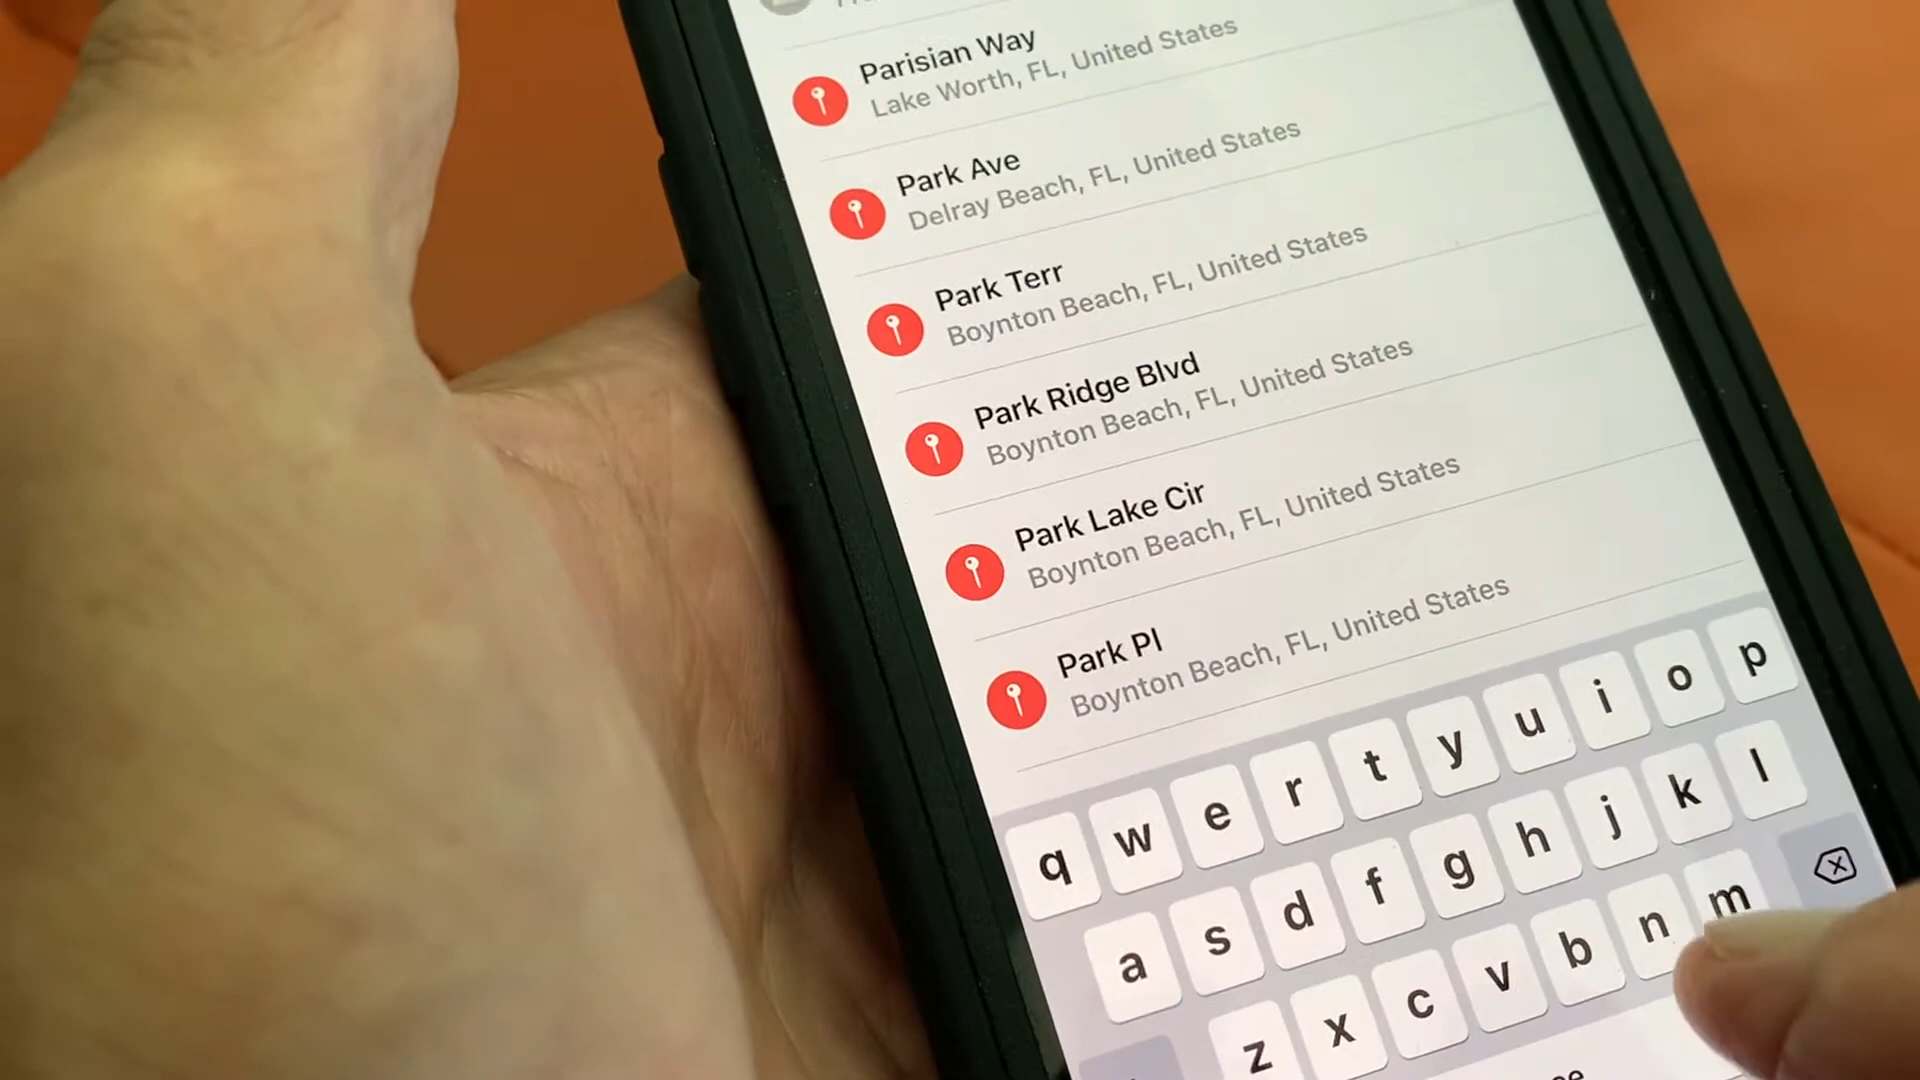 Parisian Way
Lake Worth, FL, United States
Park Ave
Delray Beach, FL, United States
Park Terr
Boynton Beach, FL, United States
Park Ridge Blvd
Boynton Beach, FL, United States
Park Lake Cir
Boynton Beach, FL, United States
Park Pl
Boynton Beach, FL, United States
q w e r t y u i o p
a s d f g h j k l
z x c v b n m